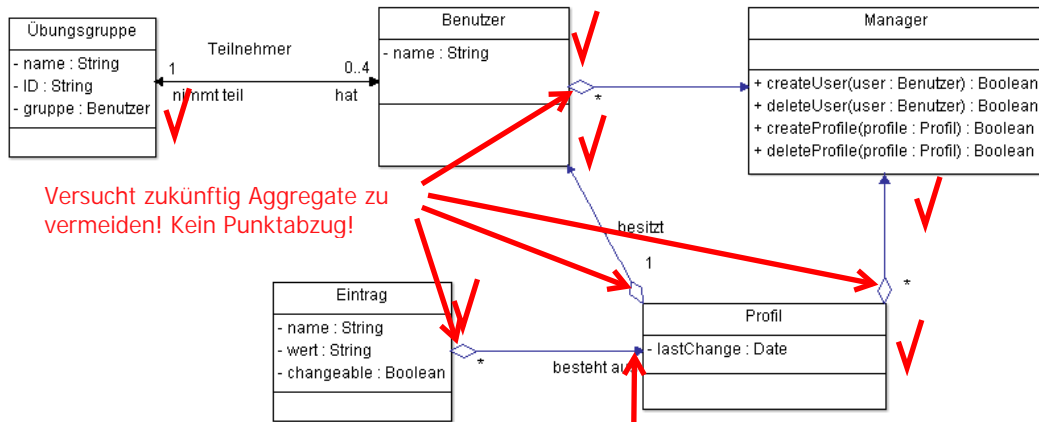 Übungsgruppe
- name : String
- ID : String
- gruppe : Benutzer
Teilnehmer
1
0..4
nimmt teil
hat
Benutzer
- name : String
*
Manager
+ createUser(user : Benutzer) : Boolean
+ deleteUser(user : Benutzer) : Boolean
+ createProfile(profile : Profil) : Boolean
+ deleteProfile(profile : Profil) : Boolean
Versucht zukünftig Aggregate zu
vermeiden! Kein Punktabzug!
besitzt
1
*
Eintrag
- name : String
- wert : String
- changeable : Boolean
*
besteht au
Profil
- lastChange : Date